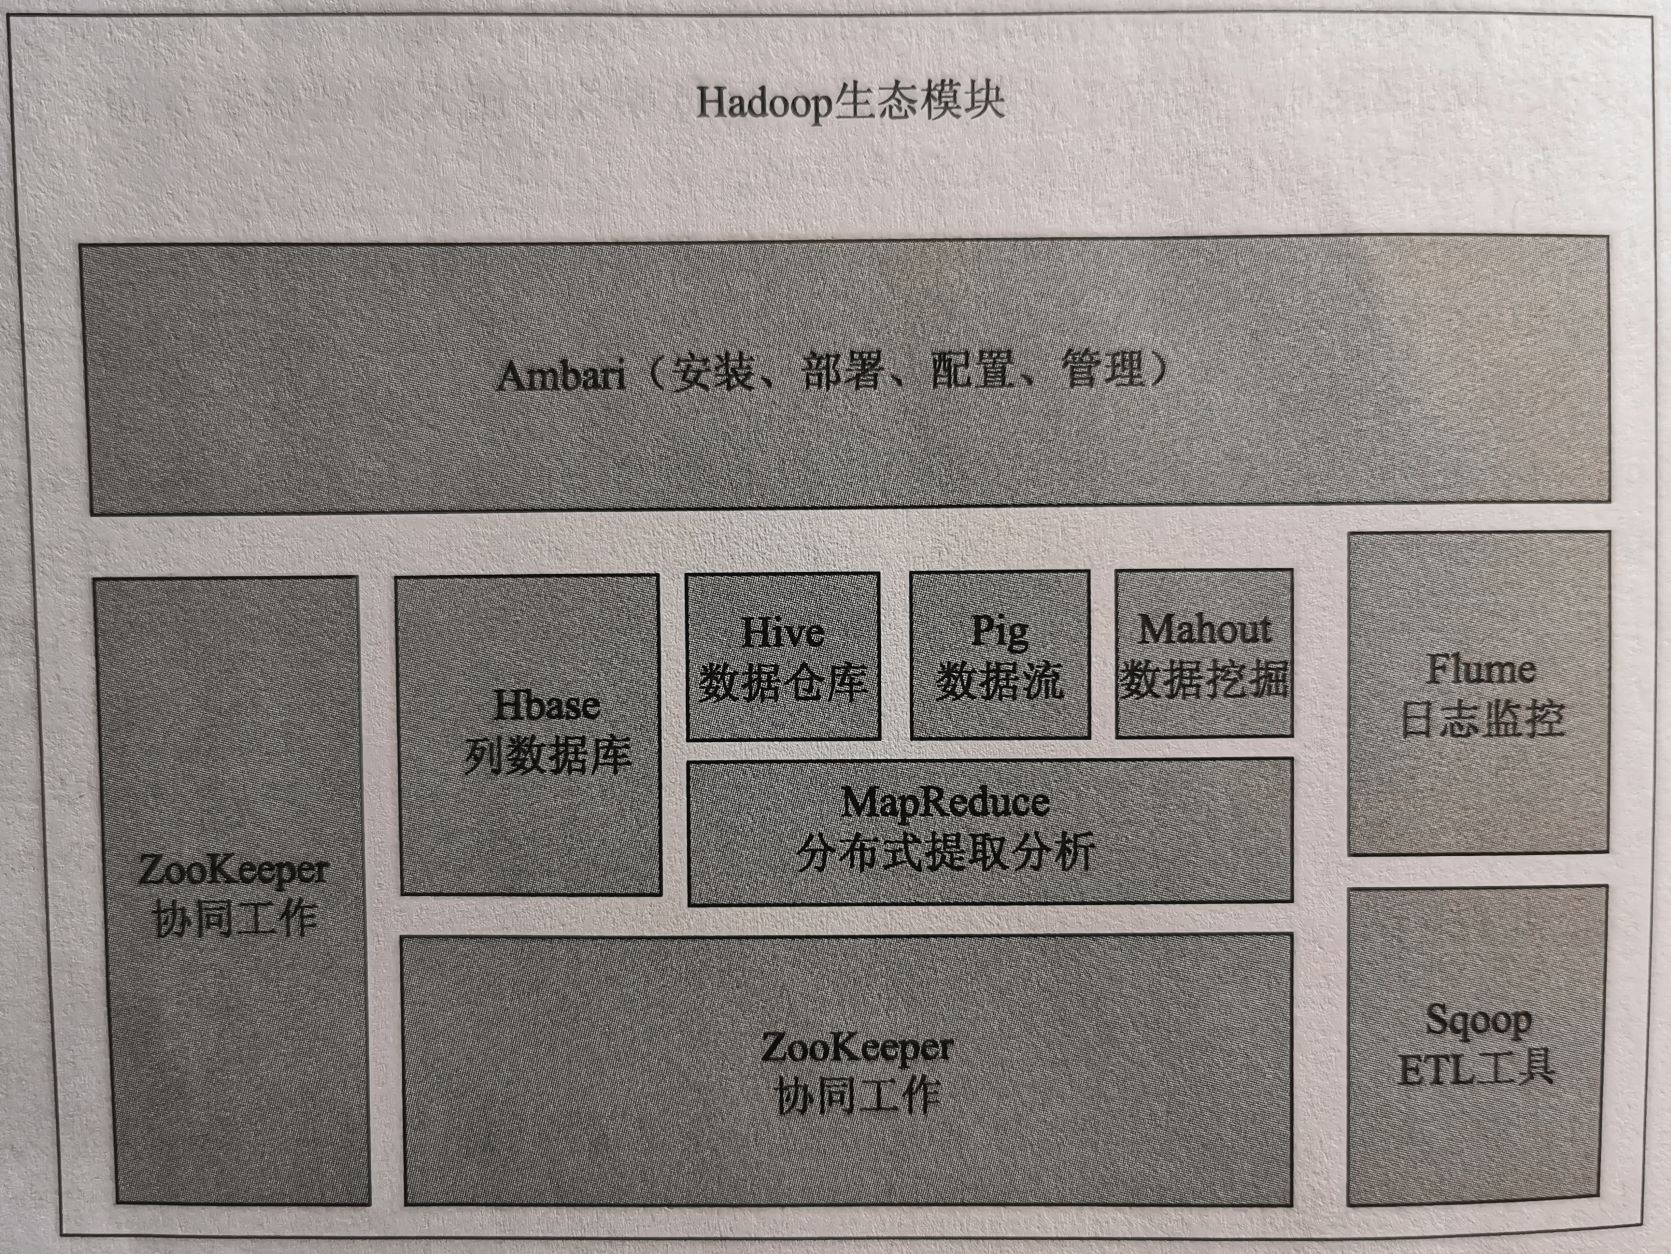 Hadoop生态模块
Ambari（安装、部署、配置、管理）
ZooKeeper
协同工作
Hbase
列数据库
Hive
数据仓库
Pig
数据流
Mahout
数据挖掘
MapReduce
分布式提取分析
ZooKeeper
协同工作
Flume
日志监控
Sqoop
ETL工具